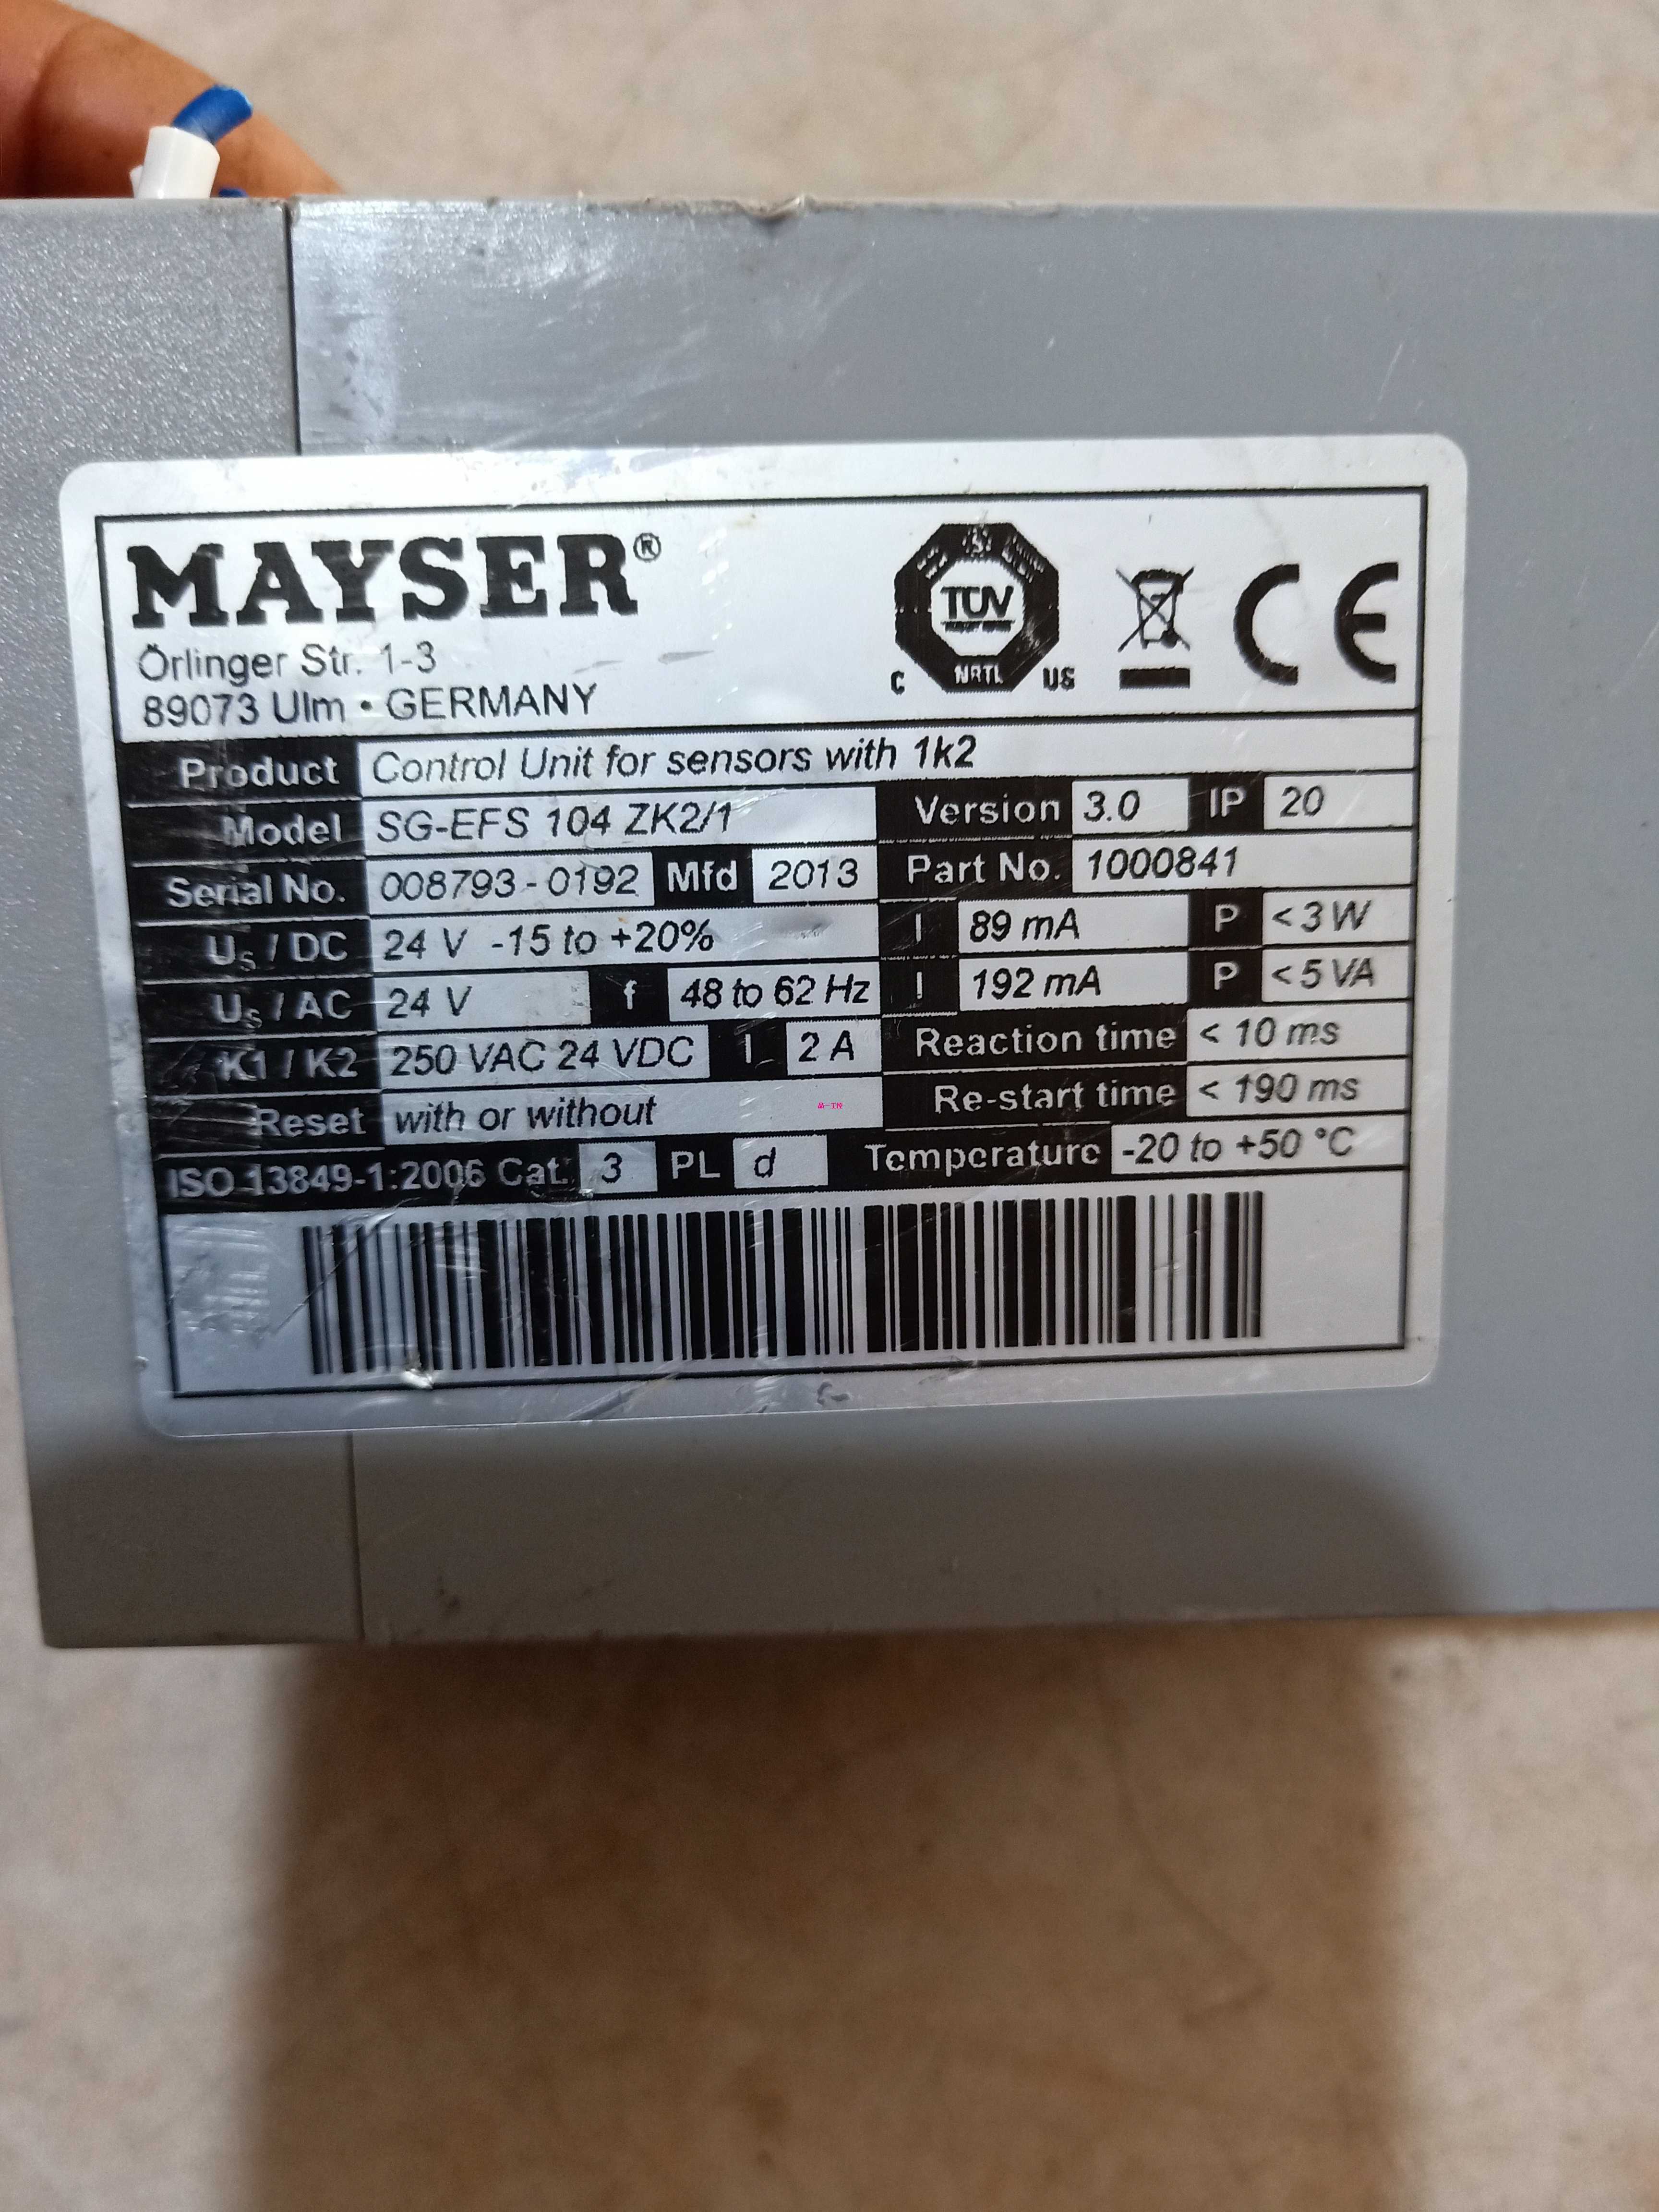 MAYSER®
Örlinger Str. 1-3
89073 Ulm • GERMANY
TÜV
C NRTL US
CE
Product Control Unit for sensors with 1k2
Model SG-EFS 104 ZK2/1 Version 3.0 IP 20
Serial No. 008793 - 0192 Mfd 2013 Part No. 1000841
US / DC 24 V -15 to +20% I 89 mA P < 3 W
US / AC 24 V f 48 to 62 Hz I 192 mA P < 5 VA
K1 / K2 250 VAC 24 VDC I 2 A Reaction time < 10 ms
Reset with or without Re-start time < 190 ms
品一工控
ISO 13849-1:2006 Cat. 3 PL d Temperature -20 to +50 °C